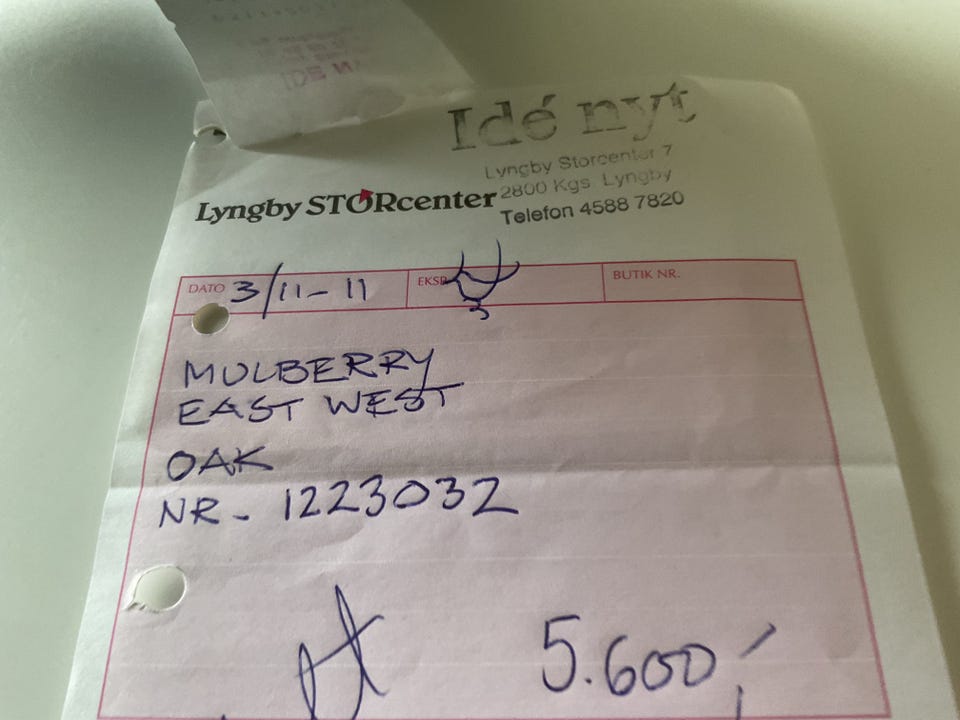 Idé nyt
Lyngby Storcenter 7
2800 Kgs. Lyngby
Telefon 4588 7820
Lyngby STORcenter
DATO 3/11-11
EKSP.
BUTIK NR.
MULBERRY
EAST WEST
OAK
NR - 1223032
5.600,-